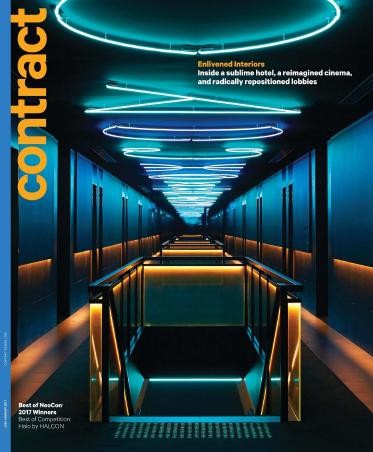 contract
Enlivened Interiors
Inside a sublime hotel, a reimagined cinema,
and radically repositioned lobbies
Best of NeoCon
2017 Winners
Best of Competition:
Halo by HALCON